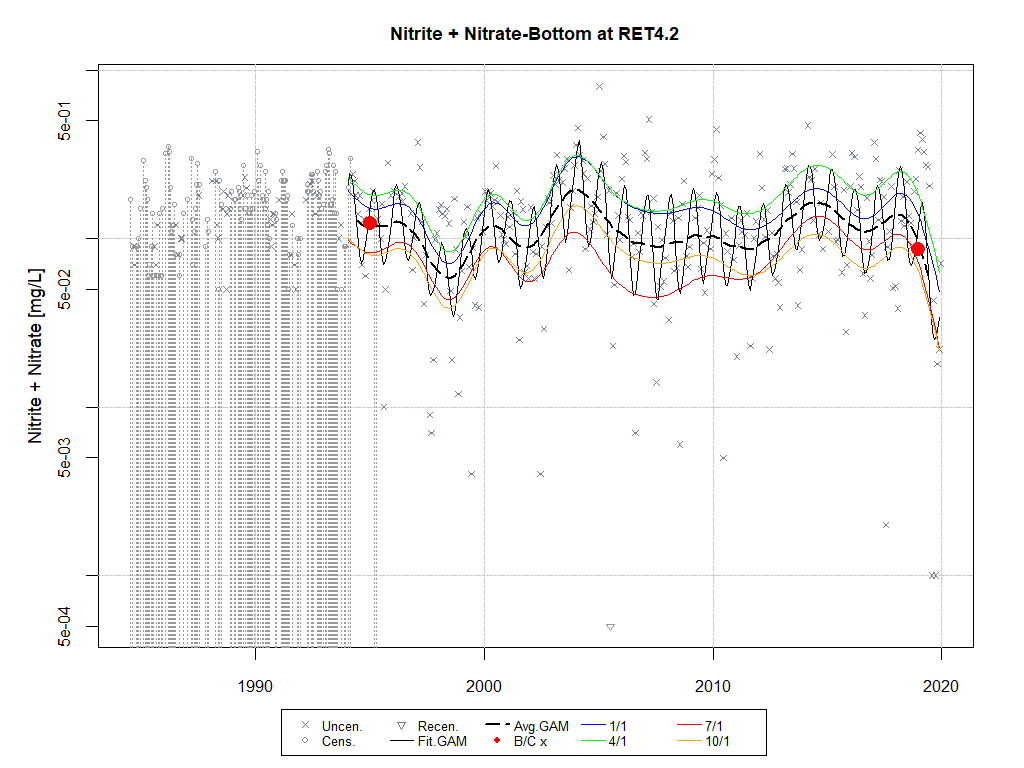 Nitrite + Nitrate-Bottom at RET4.2
Nitrite + Nitrate [mg/L]
5e-01
5e-02
5e-03
5e-04
1990 2000 2010 2020
Uncen. Recen. Avg.GAM 1/1 7/1
Cens. Fit.GAM B/C x 4/1 10/1